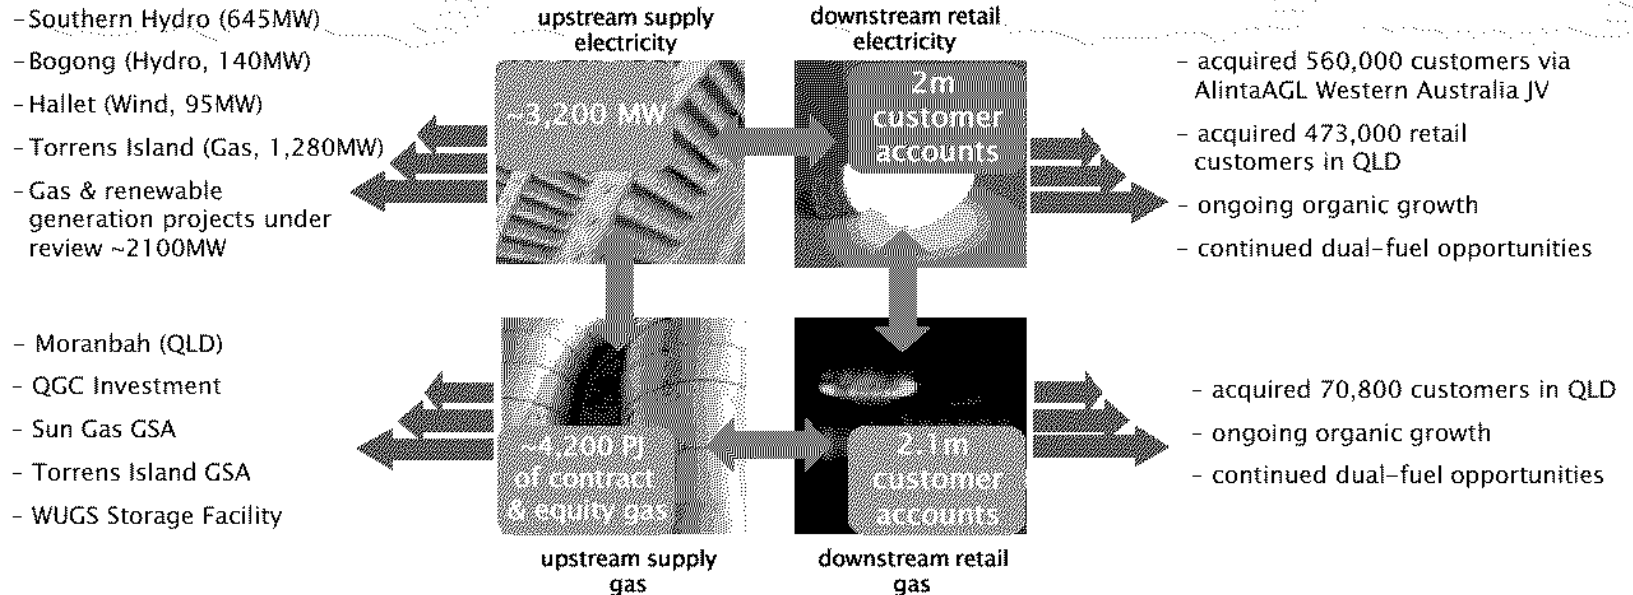 -Southern Hydro (645MW)
-Bogong (Hydro, 140MW)
-Hallet (Wind, 95MW)
-Torrens Island (Gas, 1,280MW)
-Gas & renewable
generation projects under
review ~2100MW
upstream supply
electricity
~3,200 MW
downstream retail
electricity
2m
customer
accounts
- acquired 560,000 customers via
AlintaAGL Western Australia JV
- acquired 473,000 retail
customers in QLD
- ongoing organic growth
- continued dual-fuel opportunities
- Moranbah (QLD)
- QGC Investment
- Sun Gas GSA
- Torrens Island GSA
- WUGS Storage Facility
~4,200 PJ
of contract
& equity gas
upstream supply
gas
2.1m
customer
accounts
downstream retail
gas
- acquired 70,800 customers in QLD
- ongoing organic growth
- continued dual-fuel opportunities